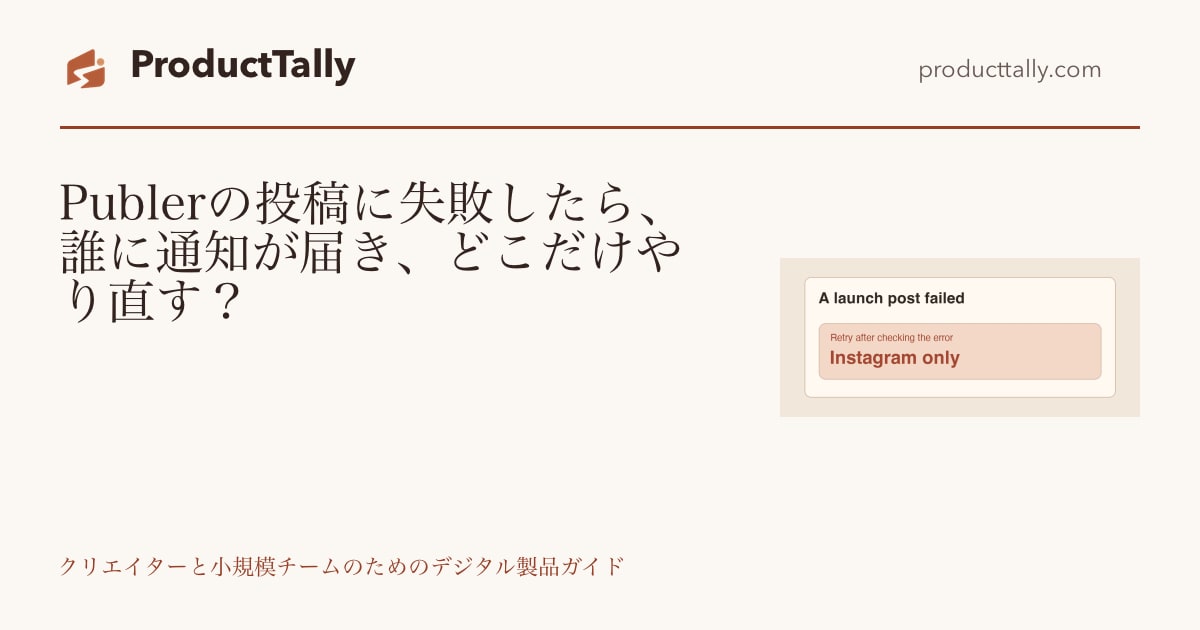 ProductTally
producttally.com
Publerの投稿に失敗したら、
誰に通知が届き、どこだけや
り直す？
A launch post failed
Retry after checking the error
Instagram only
クリエイターと小規模チームのためのデジタル製品ガイド